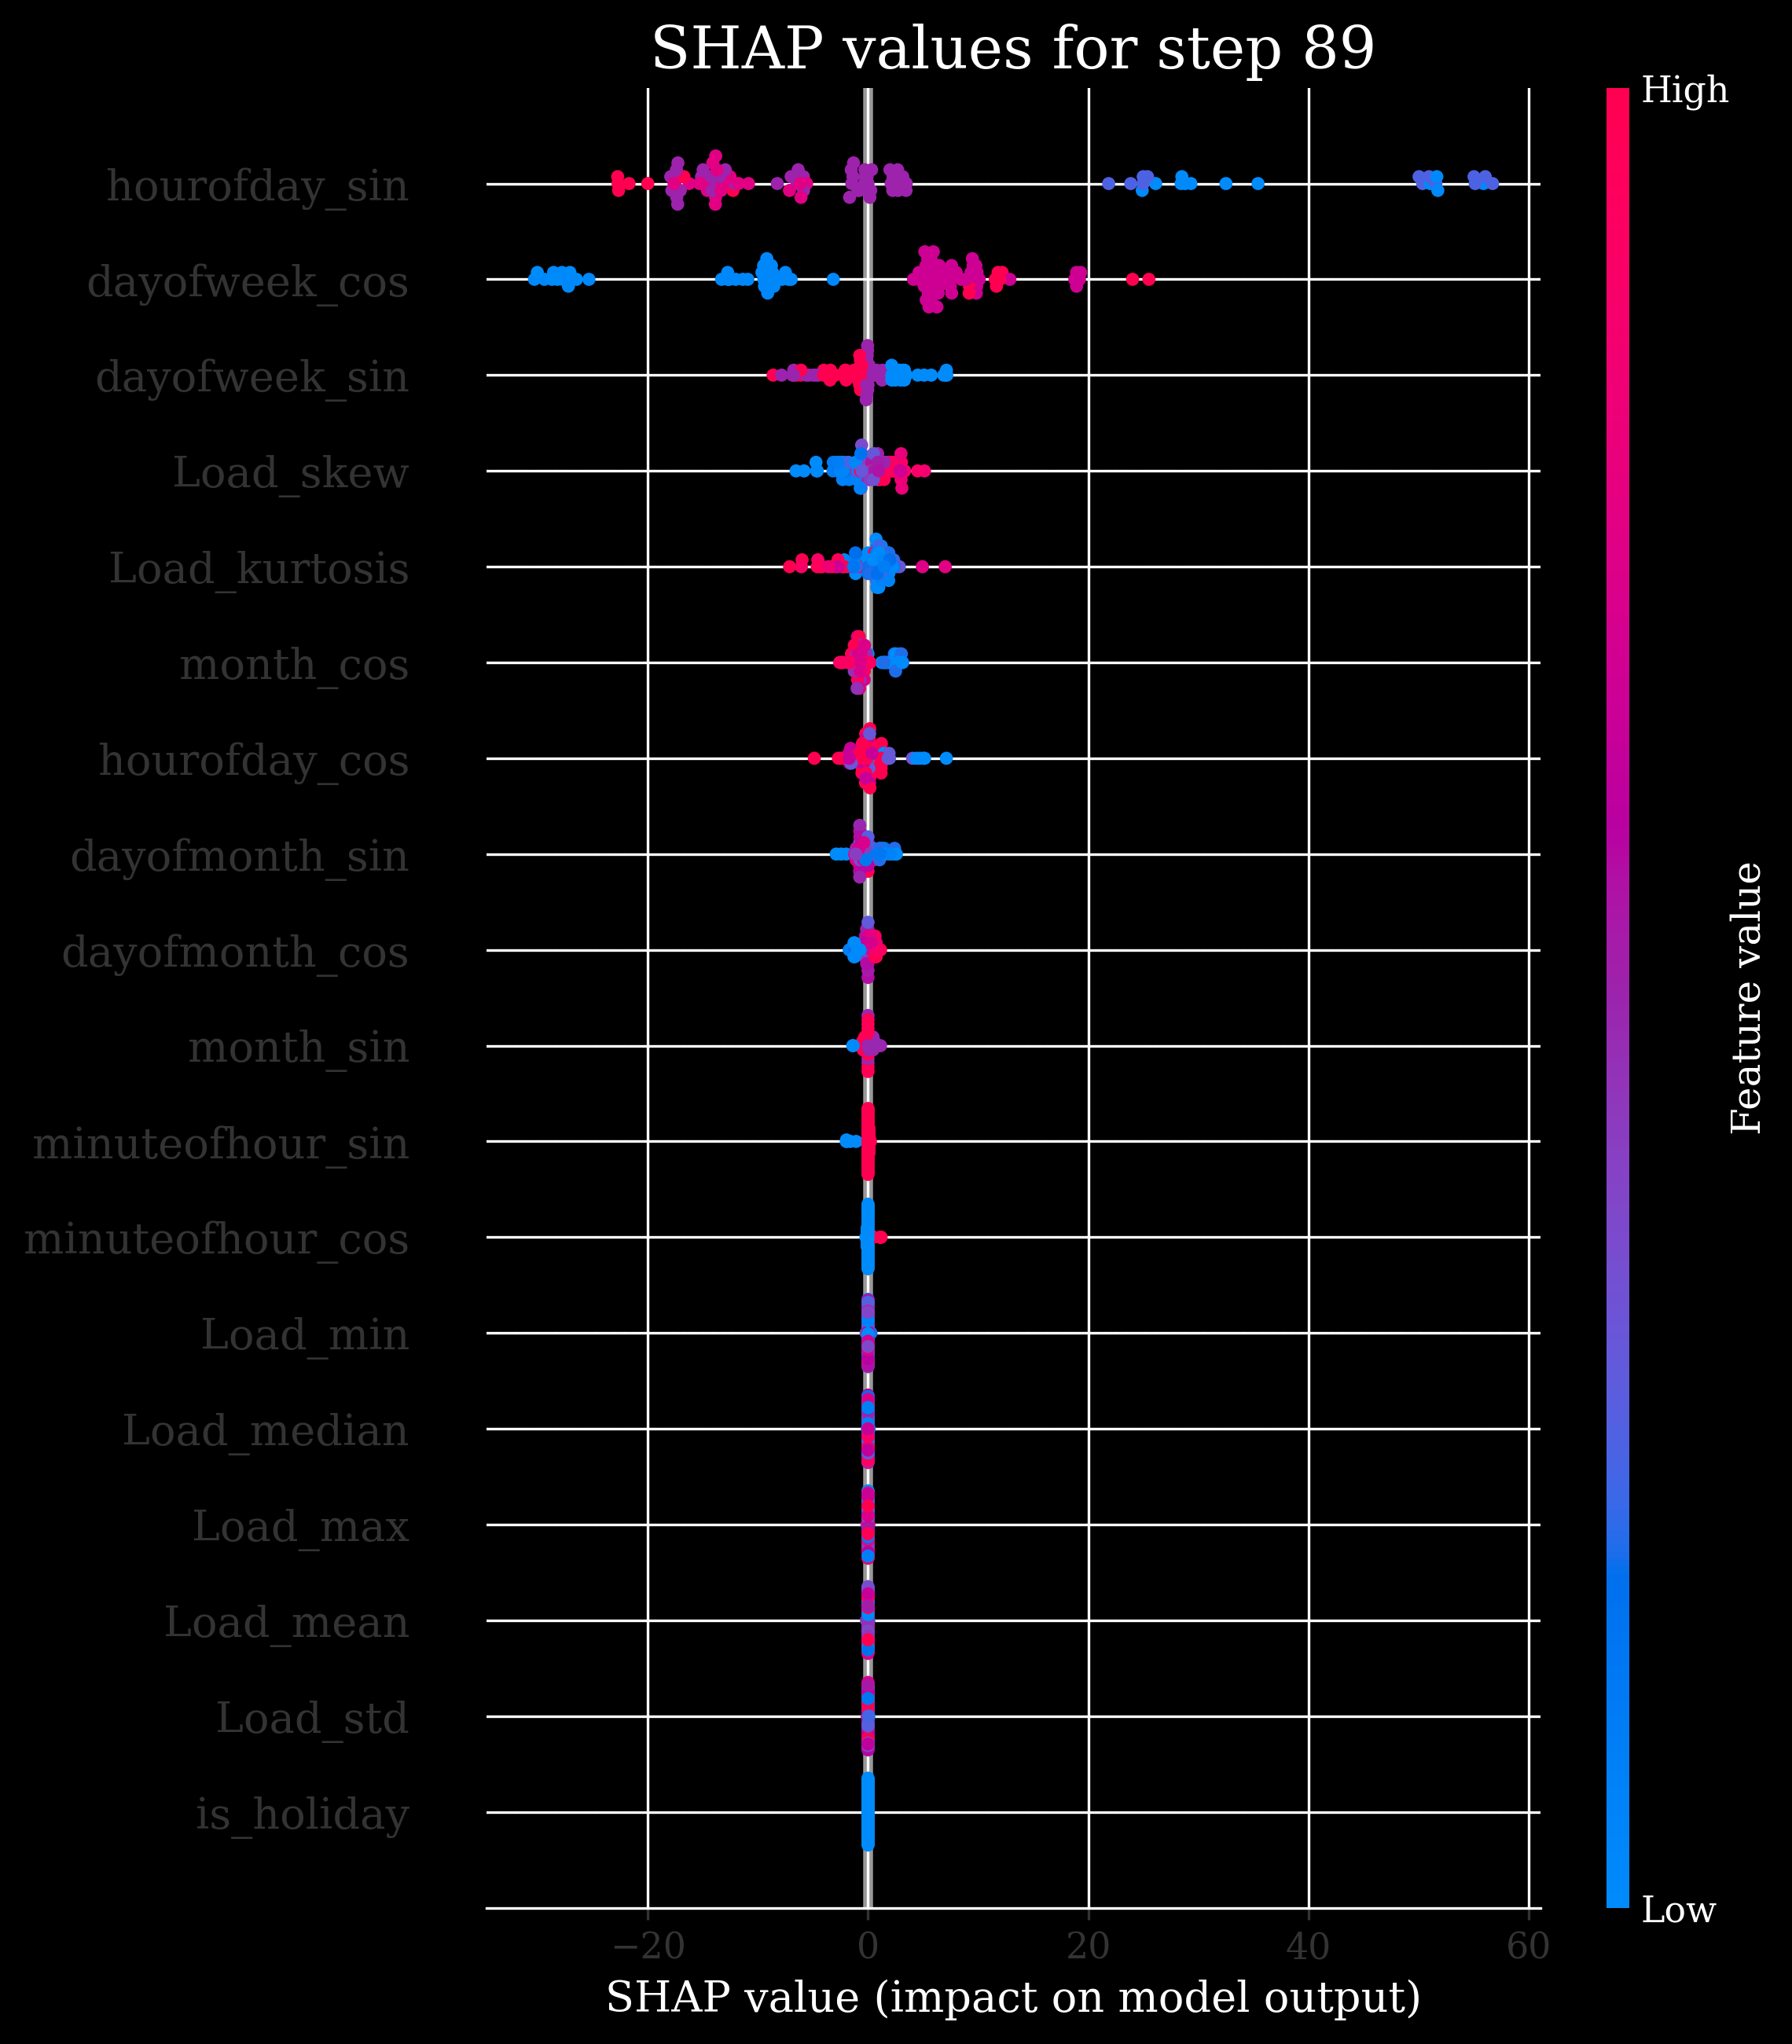 SHAP values for step 89
High
hourofday_sin
dayofweek_cos
dayofweek_sin
Load_skew
Load_kurtosis
month_cos
hourofday_cos
dayofmonth_sin
dayofmonth_cos
month_sin
minuteofhour_sin
minuteofhour_cos
Load_min
Load_median
Load_max
Load_mean
Load_std
is_holiday
Feature value
Low
−20 0 20 40 60
SHAP value (impact on model output)